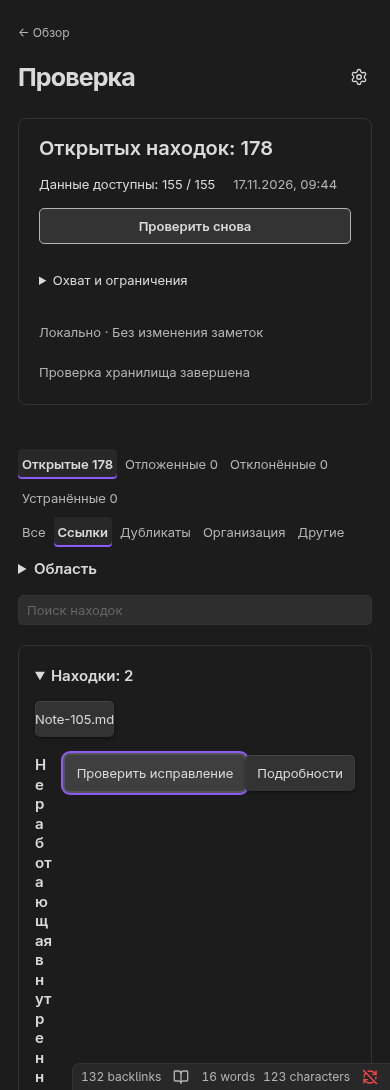 ← Обзор
Проверка
Открытых находок: 178
Данные доступны: 155 / 155 17.11.2026, 09:44
Проверить снова
Охват и ограничения
Локально · Без изменения заметок
Проверка хранилища завершена
Открытые 178 Отложенные 0 Отклонённые 0
Устранённые 0
Все Ссылки Дубликаты Организация Другие
Область
Поиск находок
Находки: 2
Note-105.md
Проверить исправление Подробности
Н
е
р
а
б
от
а
ю
щ
ая
в
н
ут
р
е
н
н
132 backlinks 16 words 123 characters